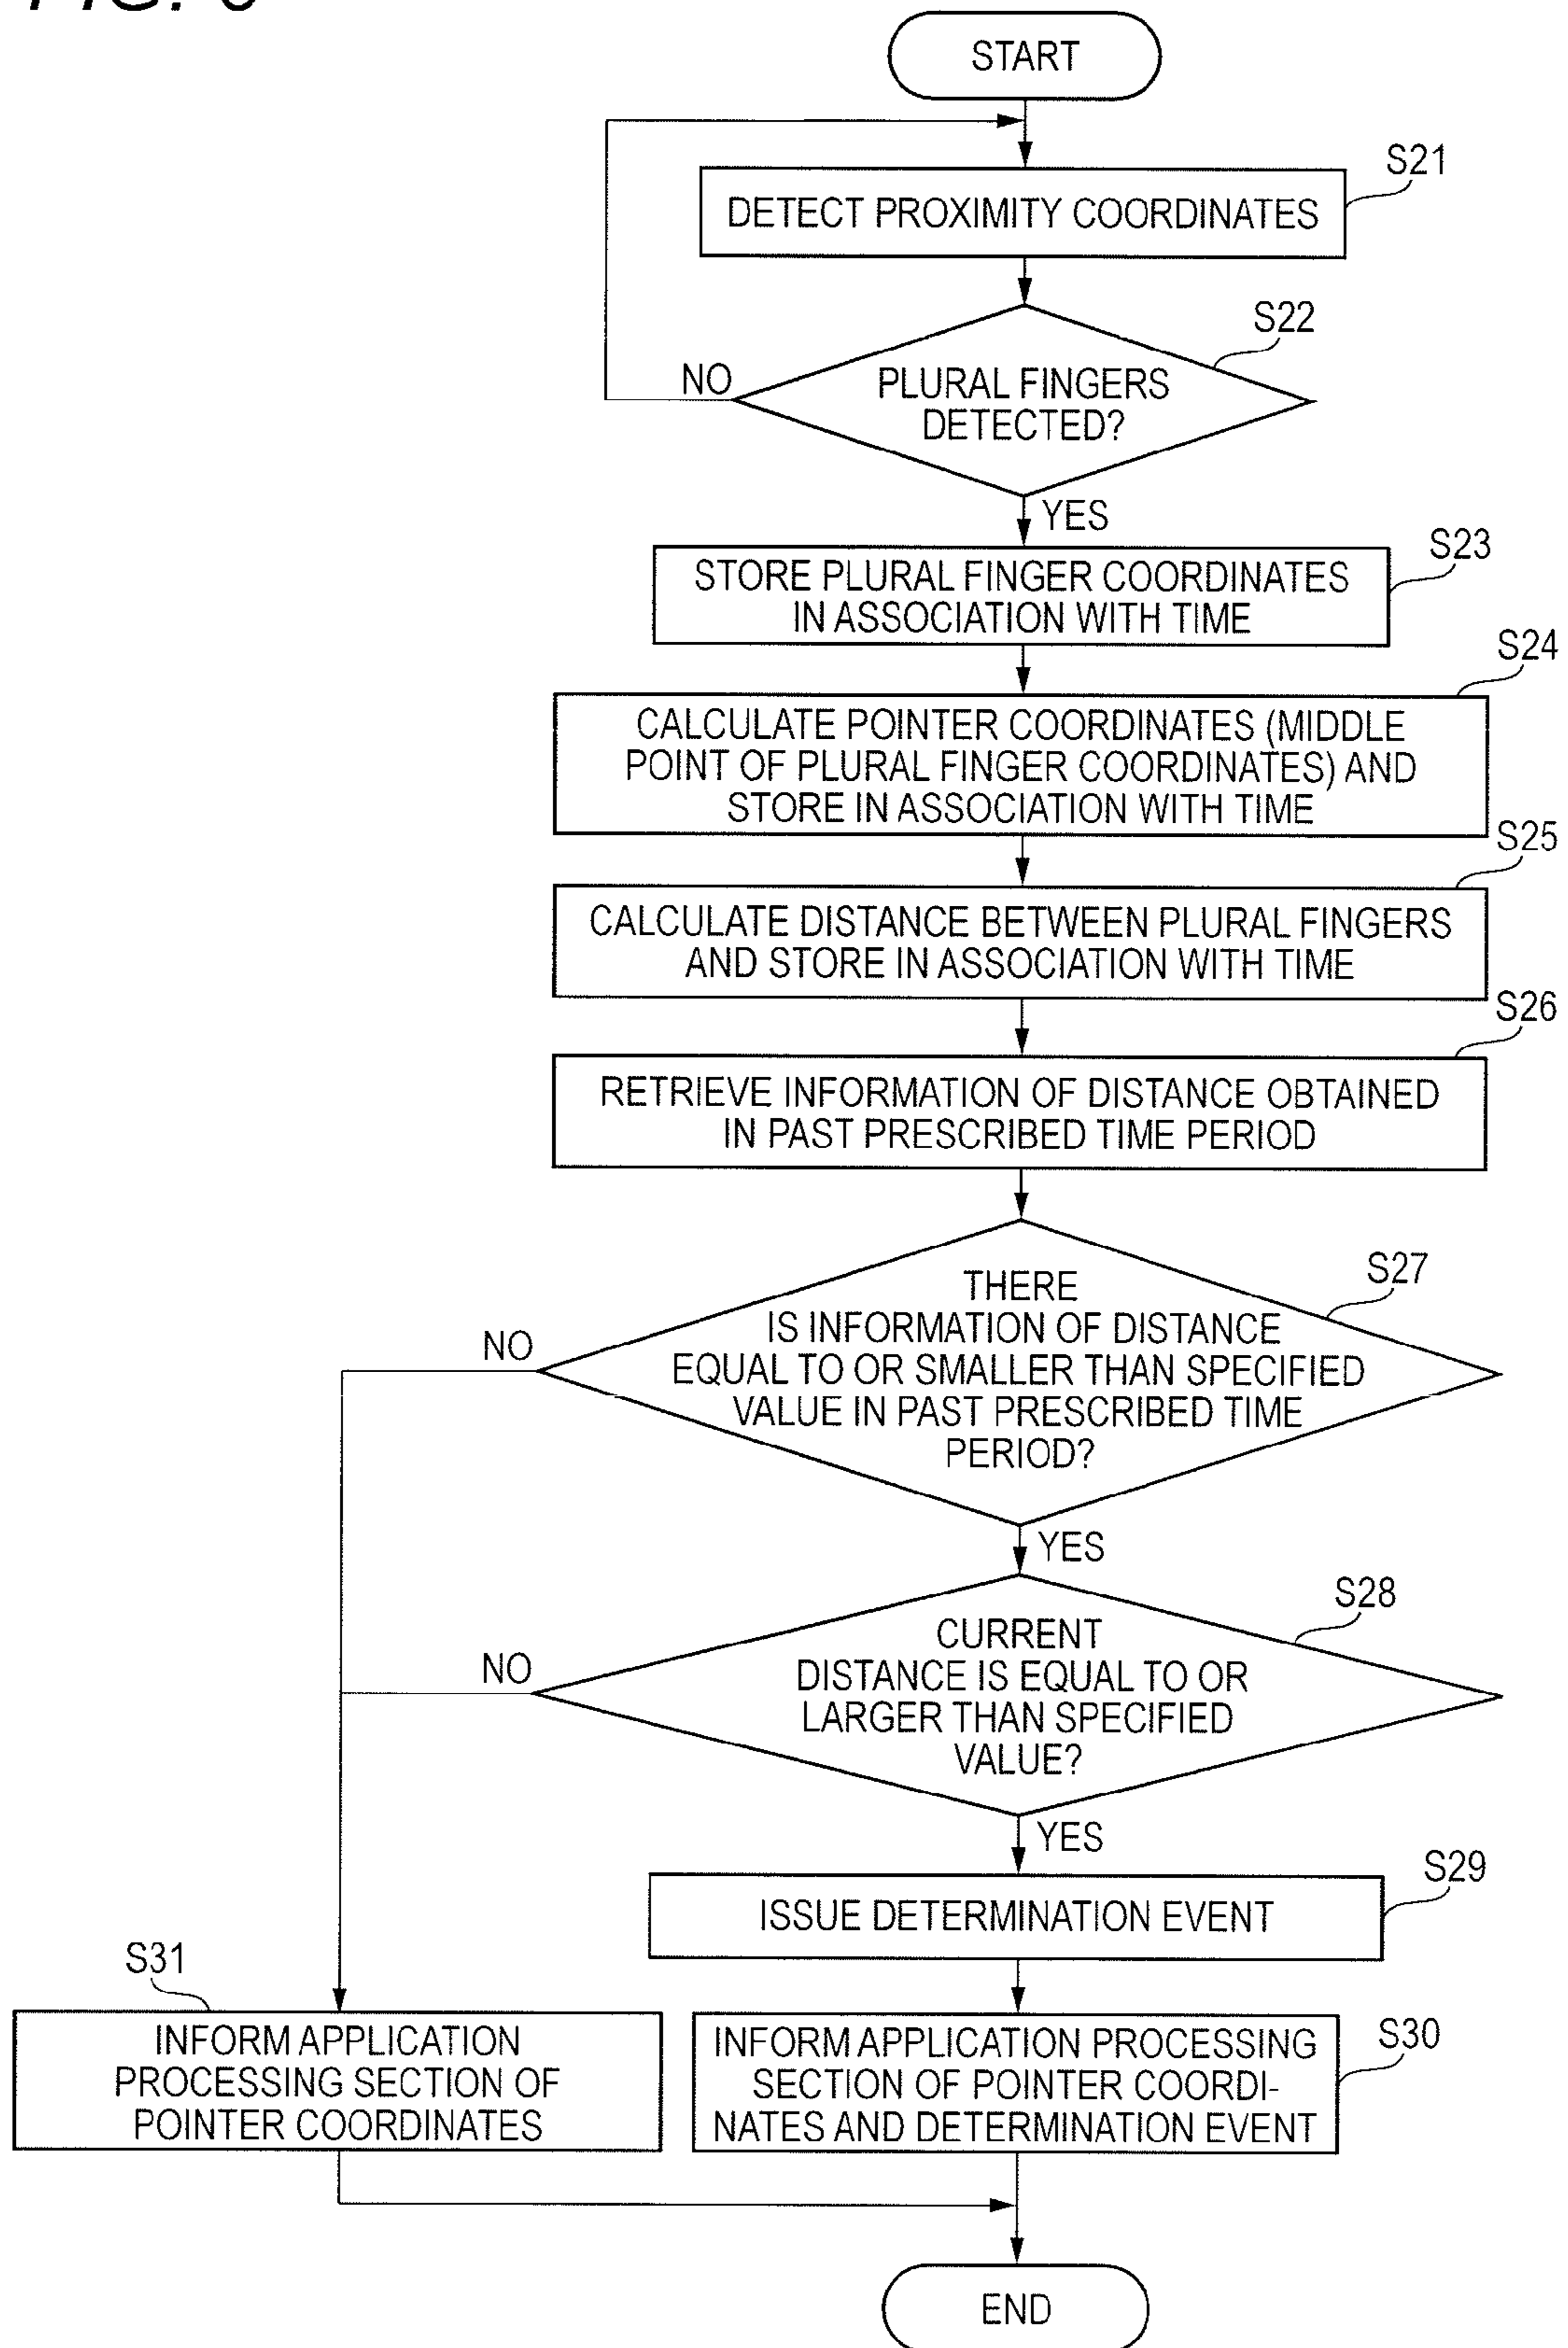 START
S21
DETECT PROXIMITY COORDINATES
S22
NO
PLURAL FINGERS
DETECTED?
YES
S23
STORE PLURAL FINGER COORDINATES
IN ASSOCIATION WITH TIME
S24
CALCULATE POINTER COORDINATES (MIDDLE
POINT OF PLURAL FINGER COORDINATES) AND
STORE IN ASSOCIATION WITH TIME
S25
CALCULATE DISTANCE BETWEEN PLURAL FINGERS
AND STORE IN ASSOCIATION WITH TIME
S26
RETRIEVE INFORMATION OF DISTANCE OBTAINED
IN PAST PRESCRIBED TIME PERIOD
S27
NO
THERE
IS INFORMATION OF DISTANCE
EQUAL TO OR SMALLER THAN SPECIFIED
VALUE IN PAST PRESCRIBED TIME
PERIOD?
YES
S28
NO
CURRENT
DISTANCE IS EQUAL TO OR
LARGER THAN SPECIFIED
VALUE?
YES
S29
ISSUE DETERMINATION EVENT
S31
INFORM APPLICATION
PROCESSING SECTION OF
POINTER COORDINATES
S30
INFORM APPLICATION PROCESSING
SECTION OF POINTER COORDI-
NATES AND DETERMINATION EVENT
END